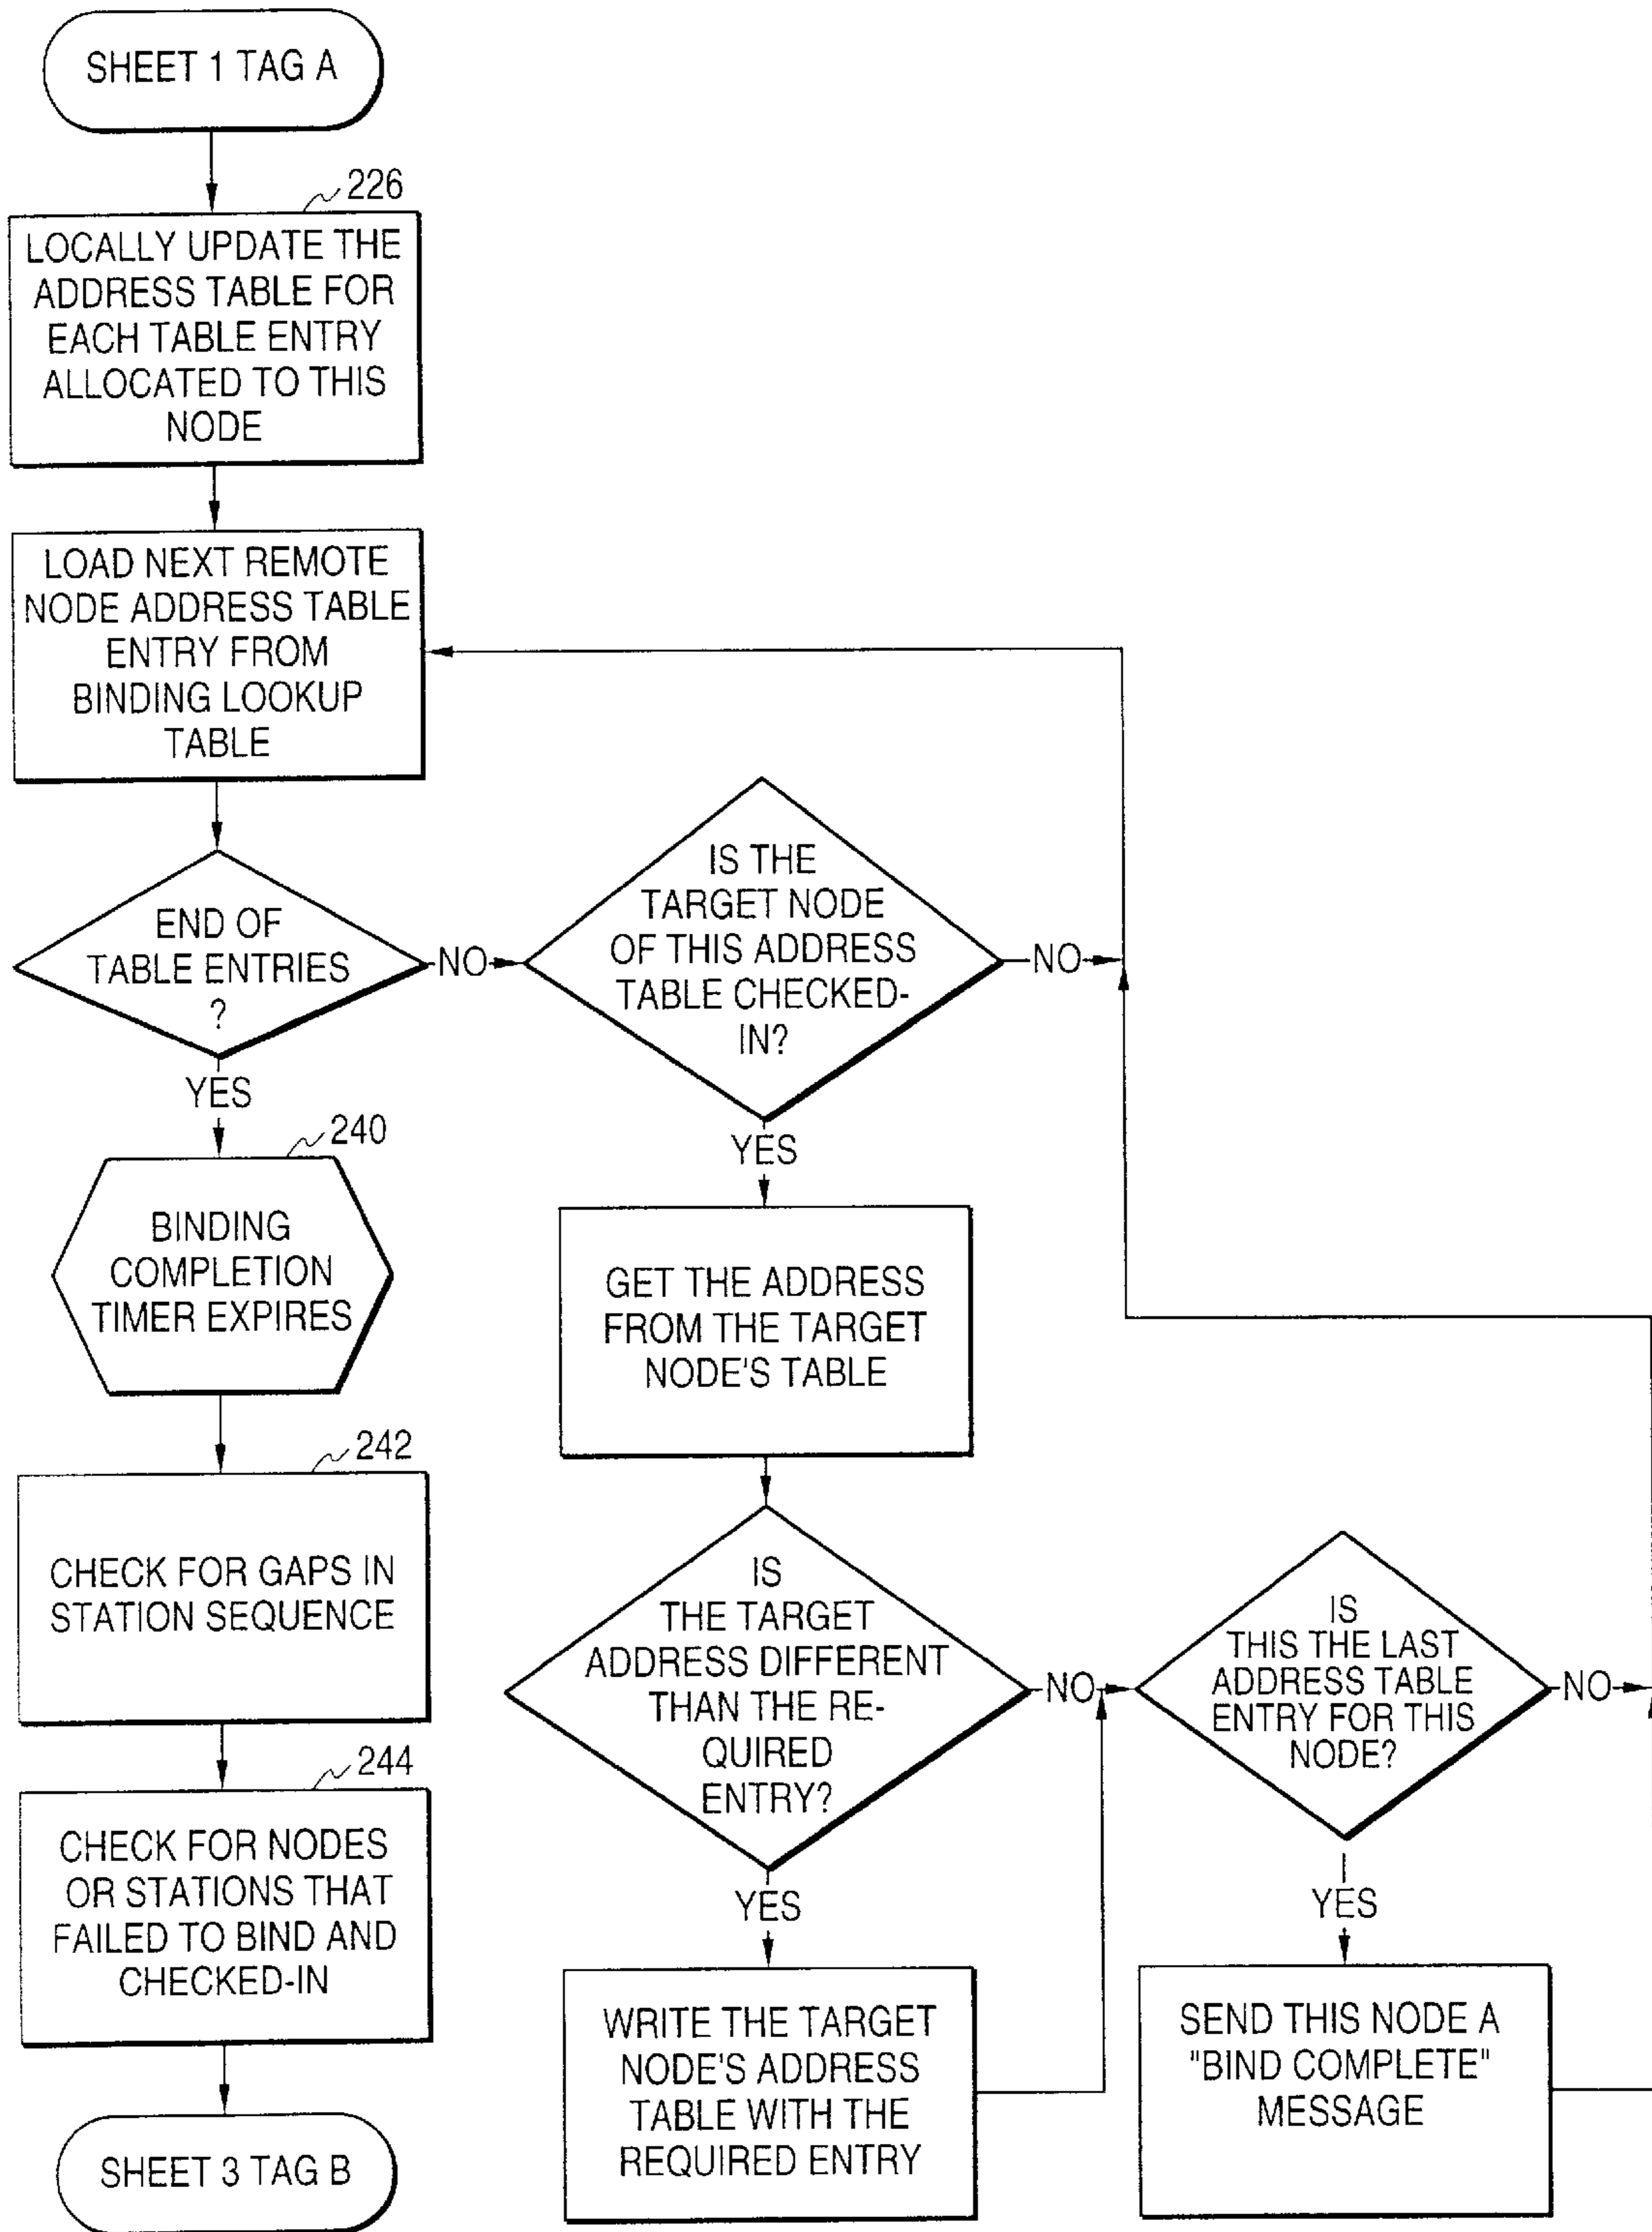 SHEET 1 TAG A
226
LOCALLY UPDATE THE
ADDRESS TABLE FOR
EACH TABLE ENTRY
ALLOCATED TO THIS
NODE
LOAD NEXT REMOTE
NODE ADDRESS TABLE
ENTRY FROM
BINDING LOOKUP
TABLE
END OF
TABLE ENTRIES
?
NO
YES
IS THE
TARGET NODE
OF THIS ADDRESS
TABLE CHECKED-
IN?
NO
YES
240
BINDING
COMPLETION
TIMER EXPIRES
GET THE ADDRESS
FROM THE TARGET
NODE'S TABLE
242
CHECK FOR GAPS IN
STATION SEQUENCE
IS
THE TARGET
ADDRESS DIFFERENT
THAN THE RE-
QUIRED
ENTRY?
NO
YES
IS
THIS THE LAST
ADDRESS TABLE
ENTRY FOR THIS
NODE?
NO
YES
244
CHECK FOR NODES
OR STATIONS THAT
FAILED TO BIND AND
CHECKED-IN
WRITE THE TARGET
NODE'S ADDRESS
TABLE WITH THE
REQUIRED ENTRY
SEND THIS NODE A
"BIND COMPLETE"
MESSAGE
SHEET 3 TAG B